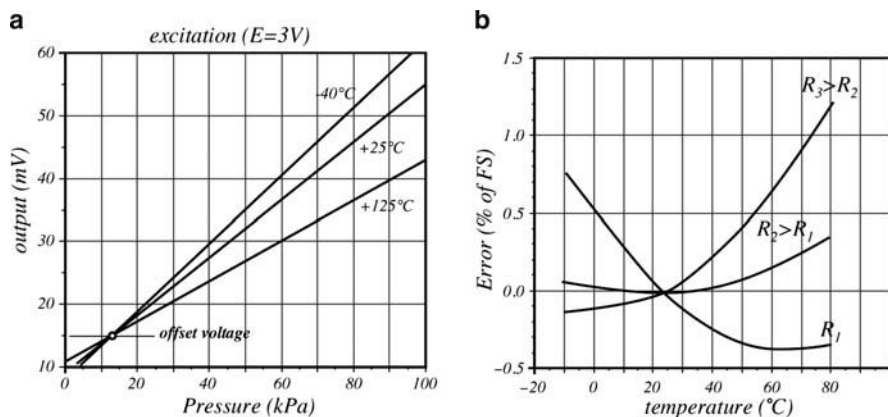 a
excitation (E=3V)
60
50
40
30
20
10
output (mV)
-40°C
+25°C
+125°C
offset voltage
0 20 40 60 80 100
Pressure (kPa)
b
1.5
1.0
0.5
0.0
−0.5
Error (% of FS)
R3>R2
R2>R1
R1
−20 0 20 40 60 80
temperature (°C)